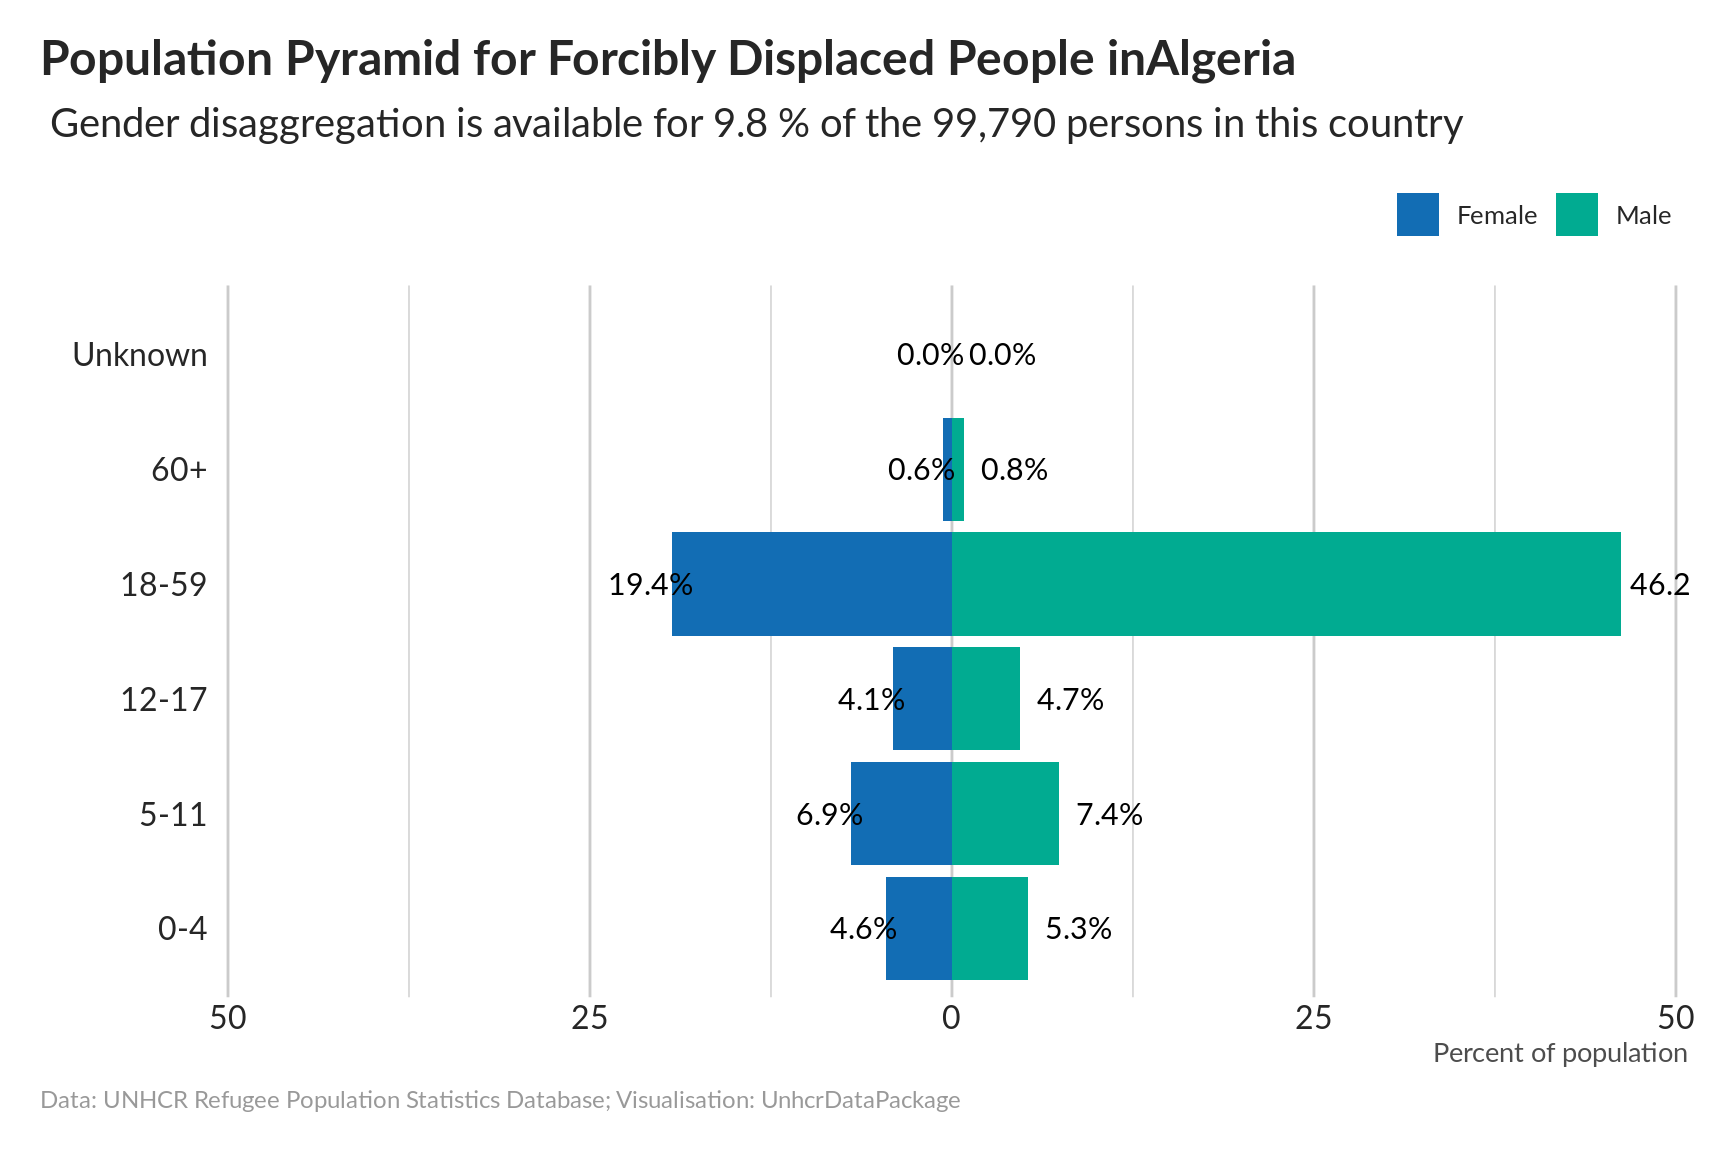 Population Pyramid for Forcibly Displaced People inAlgeria
Gender disaggregation is available for 9.8 % of the 99,790 persons in this country
Female Male
Unknown 0.0% 0.0%
60+ 0.6% 0.8%
18-59 19.4% 46.2
12-17 4.1% 4.7%
5-11 6.9% 7.4%
0-4 4.6% 5.3%
50 25 0 25 50
Percent of population
Data: UNHCR Refugee Population Statistics Database; Visualisation: UnhcrDataPackage